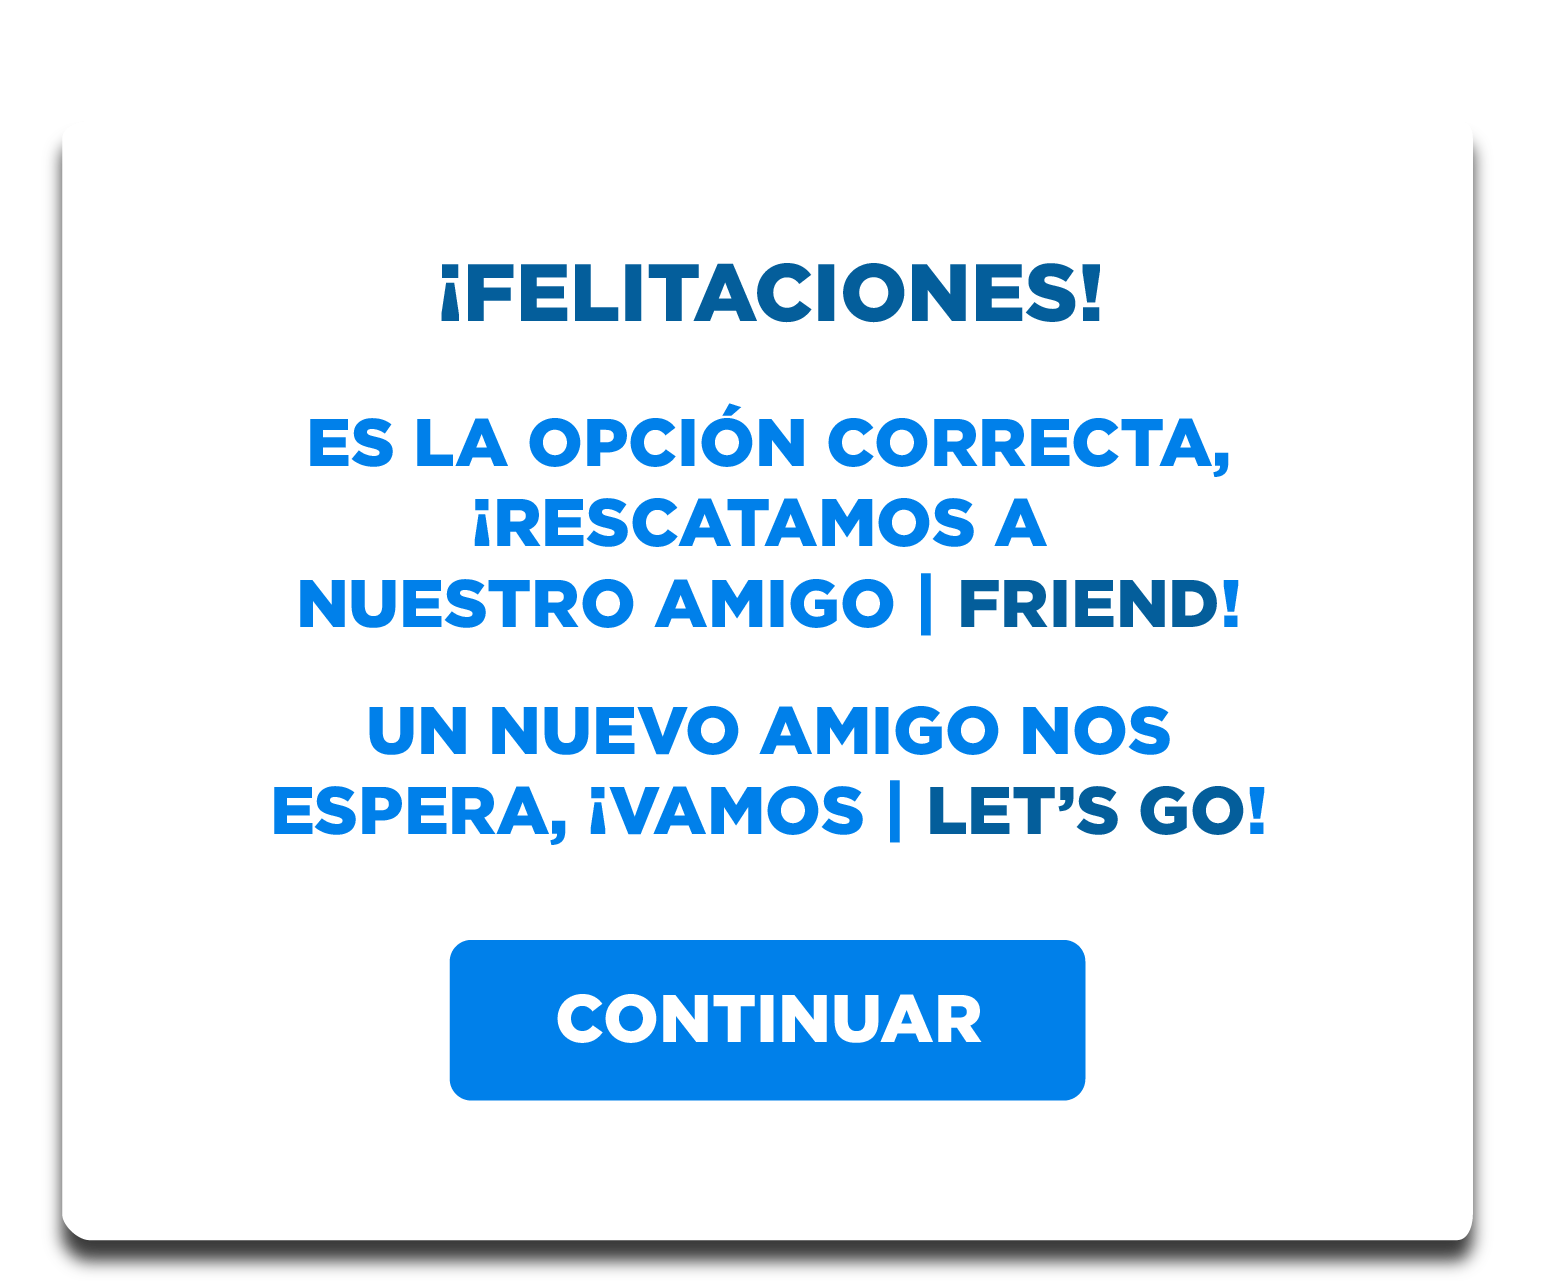 ¡FELITACIONES!
ES LA OPCIÓN CORRECTA,
¡RESCATAMOS A
NUESTRO AMIGO | FRIEND!
UN NUEVO AMIGO NOS
ESPERA, ¡VAMOS | LET’S GO!
CONTINUAR